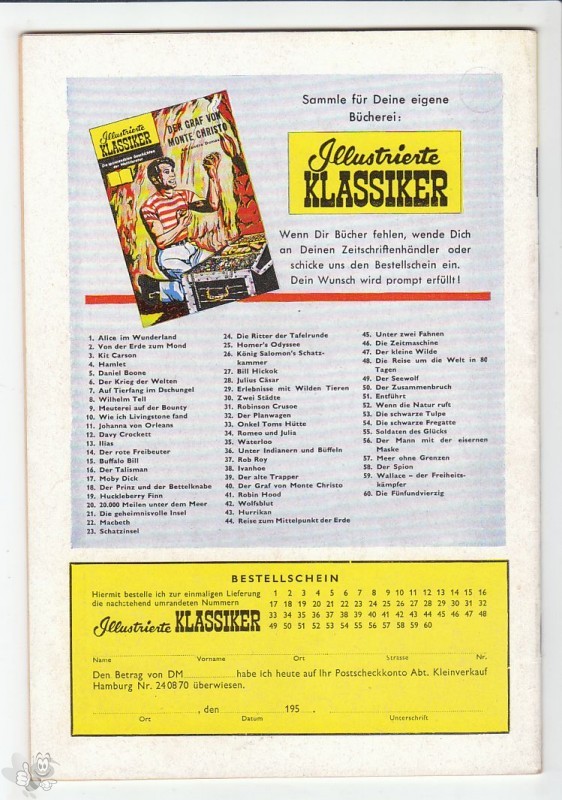 Illustrierte
KLASSIKER
DER GRAF VON
MONTE CHRISTO
Sammle für Deine eigene
Bücherei:
Illustrierte
KLASSIKER
Wenn Dir Bücher fehlen, wende Dich
an Deinen Zeitschriftenhändler oder
schicke uns den Bestellschein ein.
Dein Wunsch wird prompt erfüllt!
1. Alice im Wunderland
2. Von der Erde zum Mond
3. Kit Carson
4. Hamlet
5. Daniel Boone
6. Der Krieg der Welten
7. Auf Tierfang im Dschungel
8. Wilhelm Tell
9. Meuterei auf der Bounty
10. Wie ich Livingstone fand
11. Johanna von Orleans
12. Davy Crockett
13. Ilias
14. Der rote Freibeuter
15. Buffalo Bill
16. Der Talisman
17. Moby Dick
18. Der Prinz und der Bettelknabe
19. Huckleberry Finn
20. 20.000 Meilen unter dem Meer
21. Die geheimnisvolle Insel
22. Macbeth
23. Schatzinsel
24. Die Ritter der Tafelrunde
25. Homer's Odysee
26. König Salomon's Schatz-
kammer
27. Bill Hickok
28. Julius Cäsar
29. Erlebnisse mit Wilden Tieren
30. Zwei Städte
31. Robinson Crusoe
32. Der Planwagen
33. Onkel Toms Hütte
34. Romeo und Julia
35. Waterloo
36. Unter Indianern und Büffeln
37. Rob Roy
38. Ivanhoe
39. Der alte Trapper
40. Der Graf von Monte Christo
41. Robin Hood
42. Wolfsblut
43. Hurrikan
44. Reise zum Mittelpunkt der Erde
45. Unter zwei Fahnen
46. Die Zeitmaschine
47. Der kleine Wilde
48. Die Reise um die Welt in 80
Tagen
49. Der Seewolf
50. Der Zusammenbruch
51. Entführt
52. Wenn die Natur ruft
53. Die schwarze Tulpe
54. Die schwarze Fregatte
55. Soldaten des Glücks
56. Der Mann mit der eisernen
Maske
57. Meer ohne Grenzen
58. Der Spion
59. Wallace – der Freiheits-
kämpfer
60. Die Fünfundvierzig
BESTELLSCHEIN
Hiermit bestelle ich zur einmaligen Lieferung
die nachstehend umrandeten Nummern
Illustrierte KLASSIKER
1 2 3 4 5 6 7 8 9 10 11 12 13 14 15 16
17 18 19 20 21 22 23 24 25 26 27 28 29 30 31 32
33 34 35 36 37 38 39 40 41 42 43 44 45 46 47 48
49 50 51 52 53 54 55 56 57 58 59 60
Name Vorname Ort Strasse Nr.
Den Betrag von DM habe ich heute auf Ihr Postscheckkonto Abt. Kleinverkauf
Hamburg Nr. 240870 überwiesen.
, den 195
Ort Datum Unterschrift